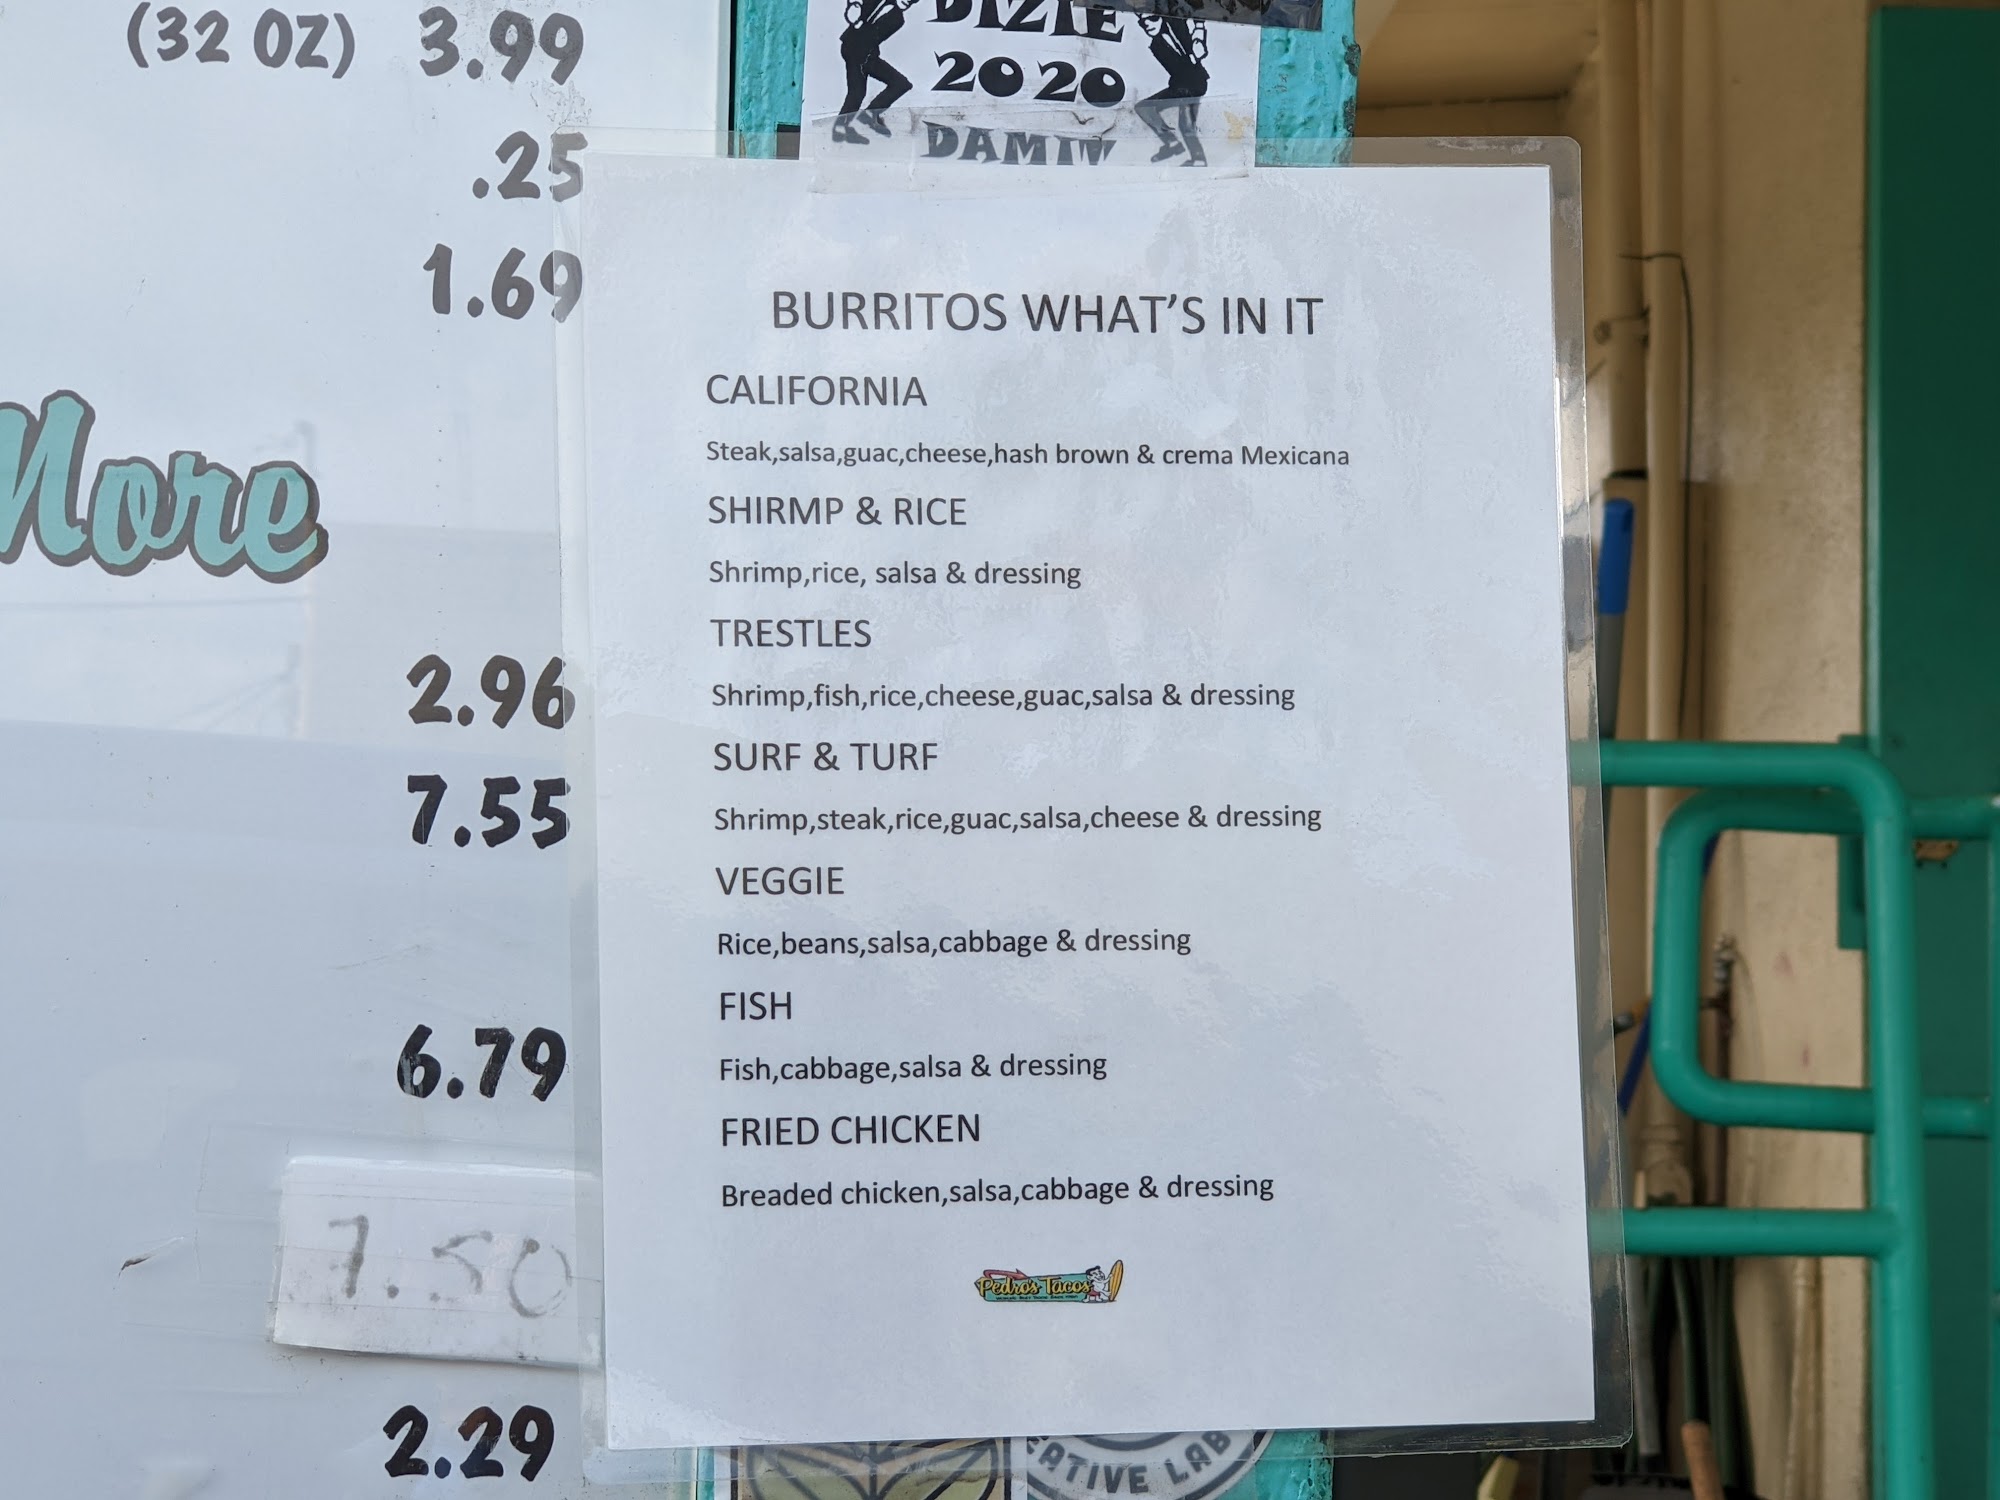 (32 OZ) 3.99
.25
1.69
More
2.96
7.55
6.79
7.50
2.29
DIZIE
2020
BURRITOS WHAT'S IN IT
CALIFORNIA
Steak,salsa,guac,cheese,hash brown & crema Mexicana
SHIRMP & RICE
Shrimp,rice, salsa & dressing
TRESTLES
Shrimp,fish,rice,cheese,guac,salsa & dressing
SURF & TURF
Shrimp,steak,rice,guac,salsa,cheese & dressing
VEGGIE
Rice,beans,salsa,cabbage & dressing
FISH
Fish,cabbage,salsa & dressing
FRIED CHICKEN
Breaded chicken,salsa,cabbage & dressing
Pedro's Tacos
LAB